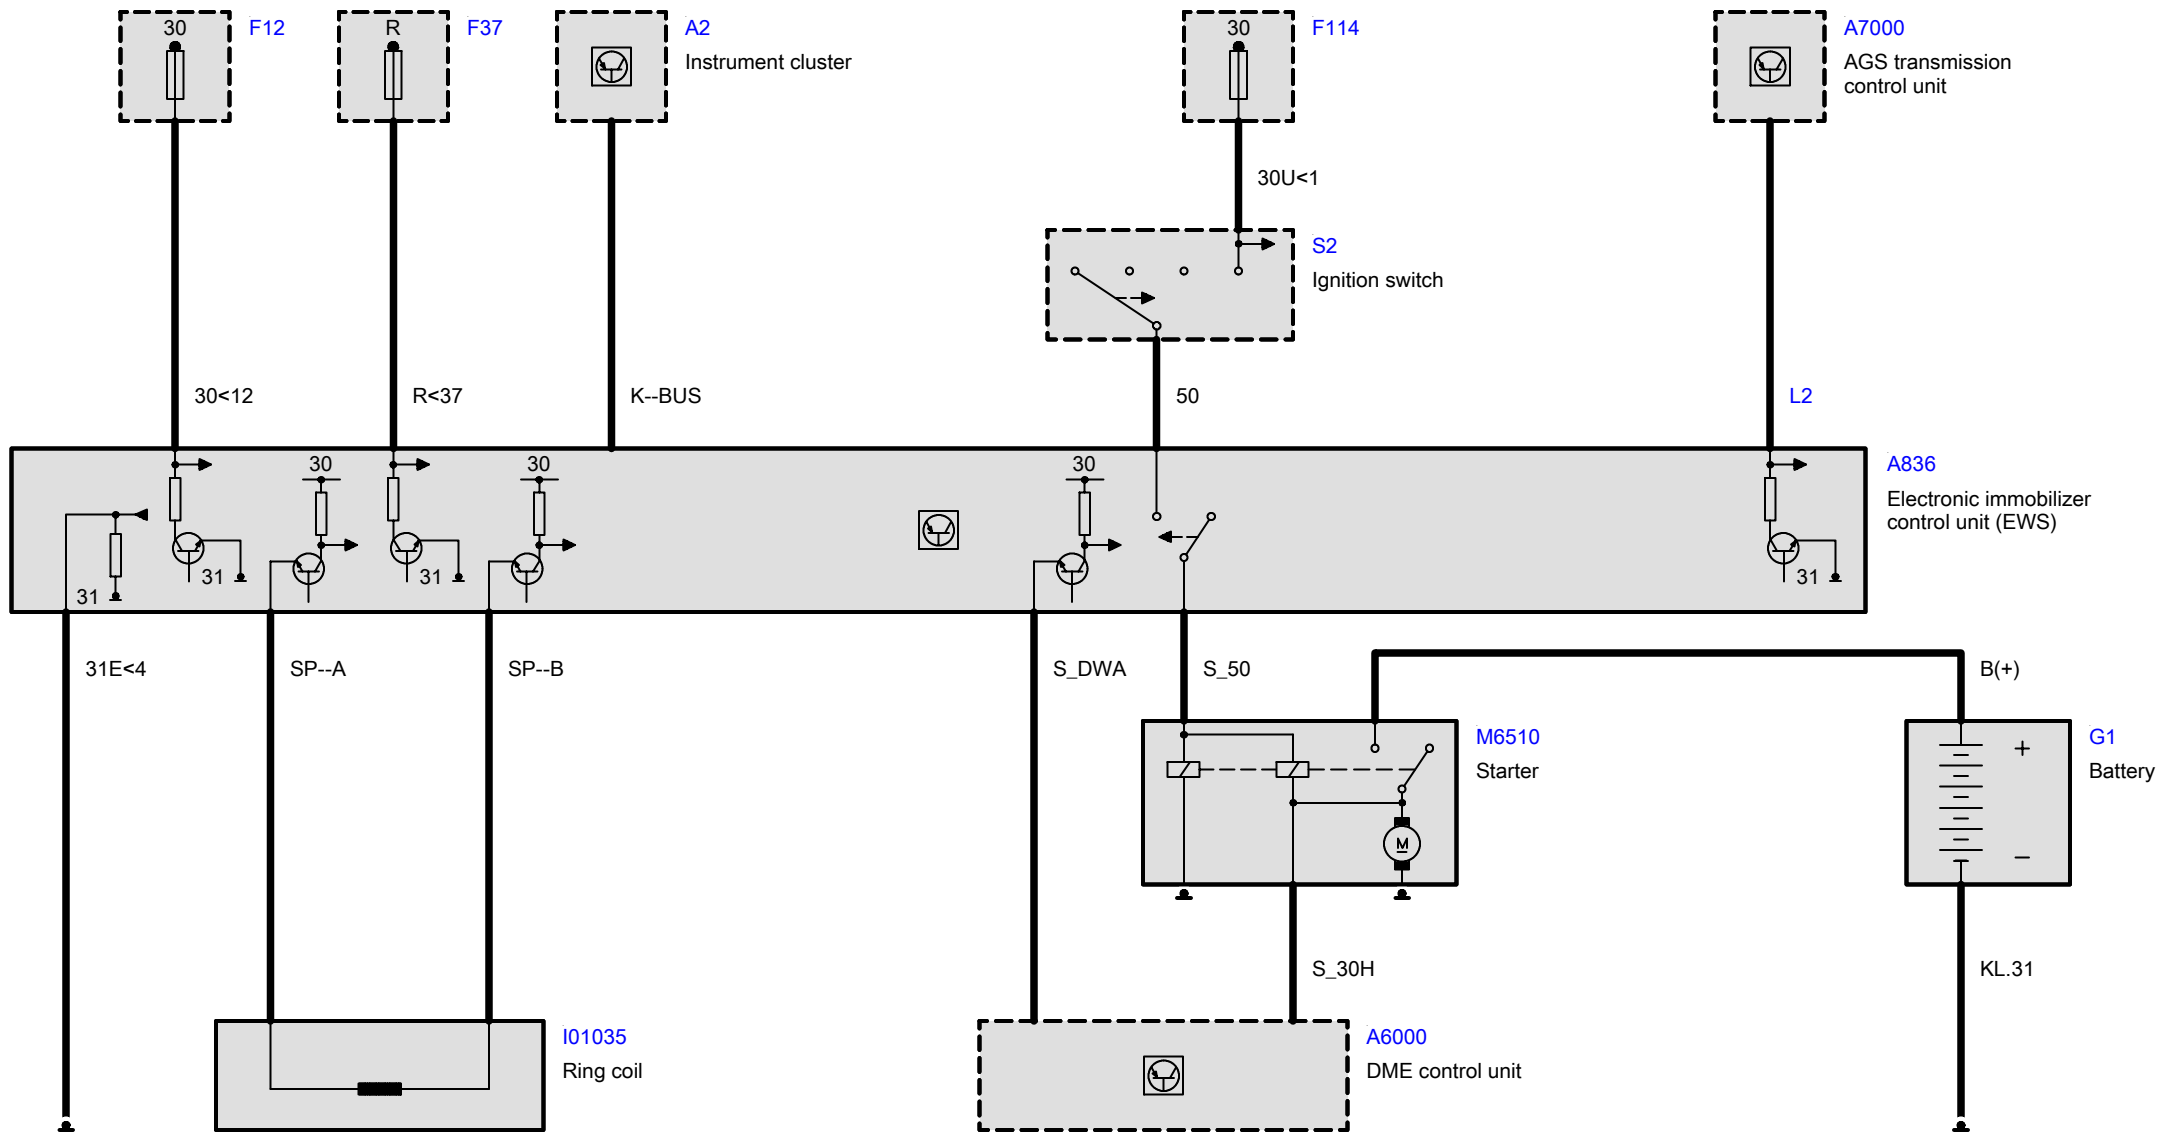 30
F12
R
F37
A2
Instrument cluster
30
F114
A7000
AGS transmission
control unit
30U<1
S2
Ignition switch
30<12
R<37
K--BUS
50
L2
30
30
30
A836
Electronic immobilizer
control unit (EWS)
31
31
31
31
31E<4
SP--A
SP--B
S_DWA
S_50
B(+)
M6510
Starter
M
G1
Battery
+
−
S_30H
KL.31
I01035
Ring coil
A6000
DME control unit